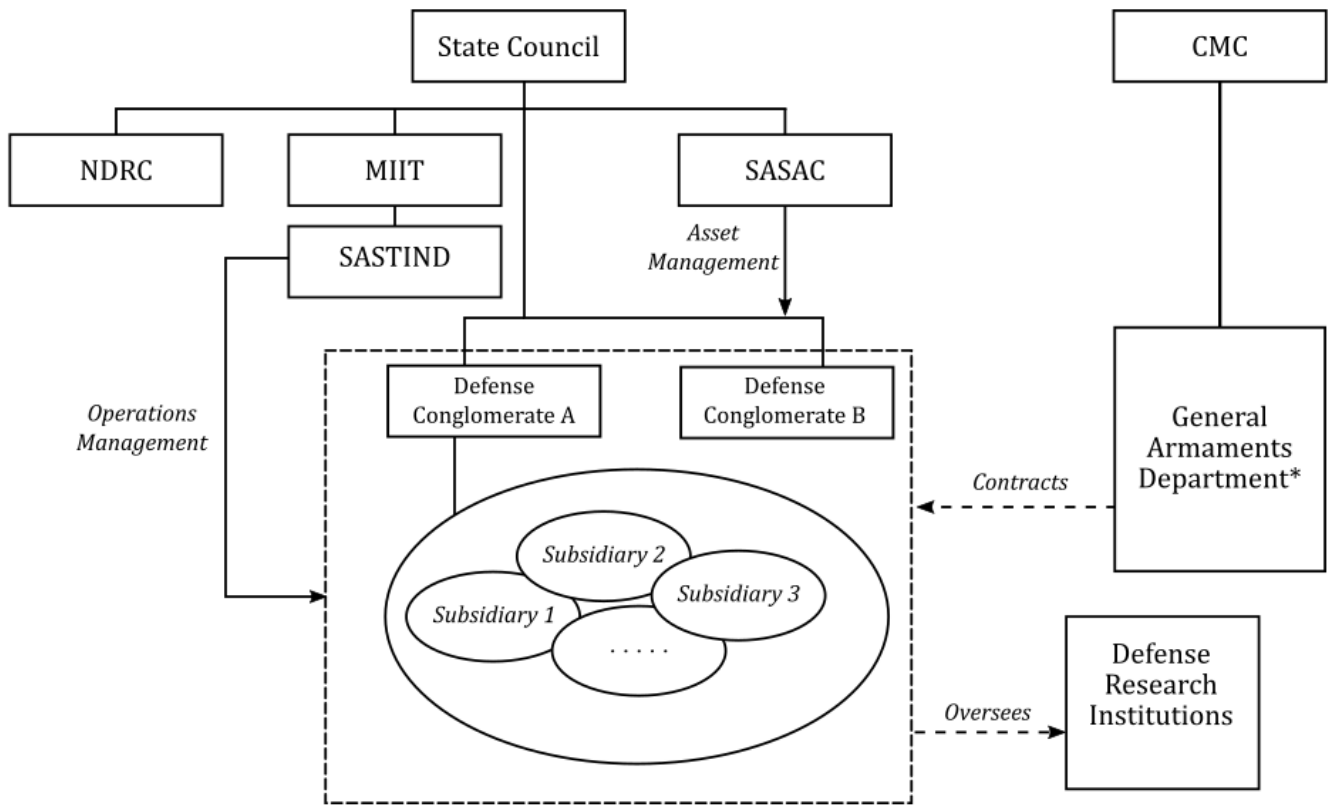 State Council
CMC
NDRC
MIIT
SASAC
SASTIND
Asset
Management
Defense
Conglomerate A
Defense
Conglomerate B
Operations
Management
General
Armaments
Department*
Contracts
Subsidiary 2
Subsidiary 3
Subsidiary 1
. . . . .
Defense
Research
Institutions
Oversees